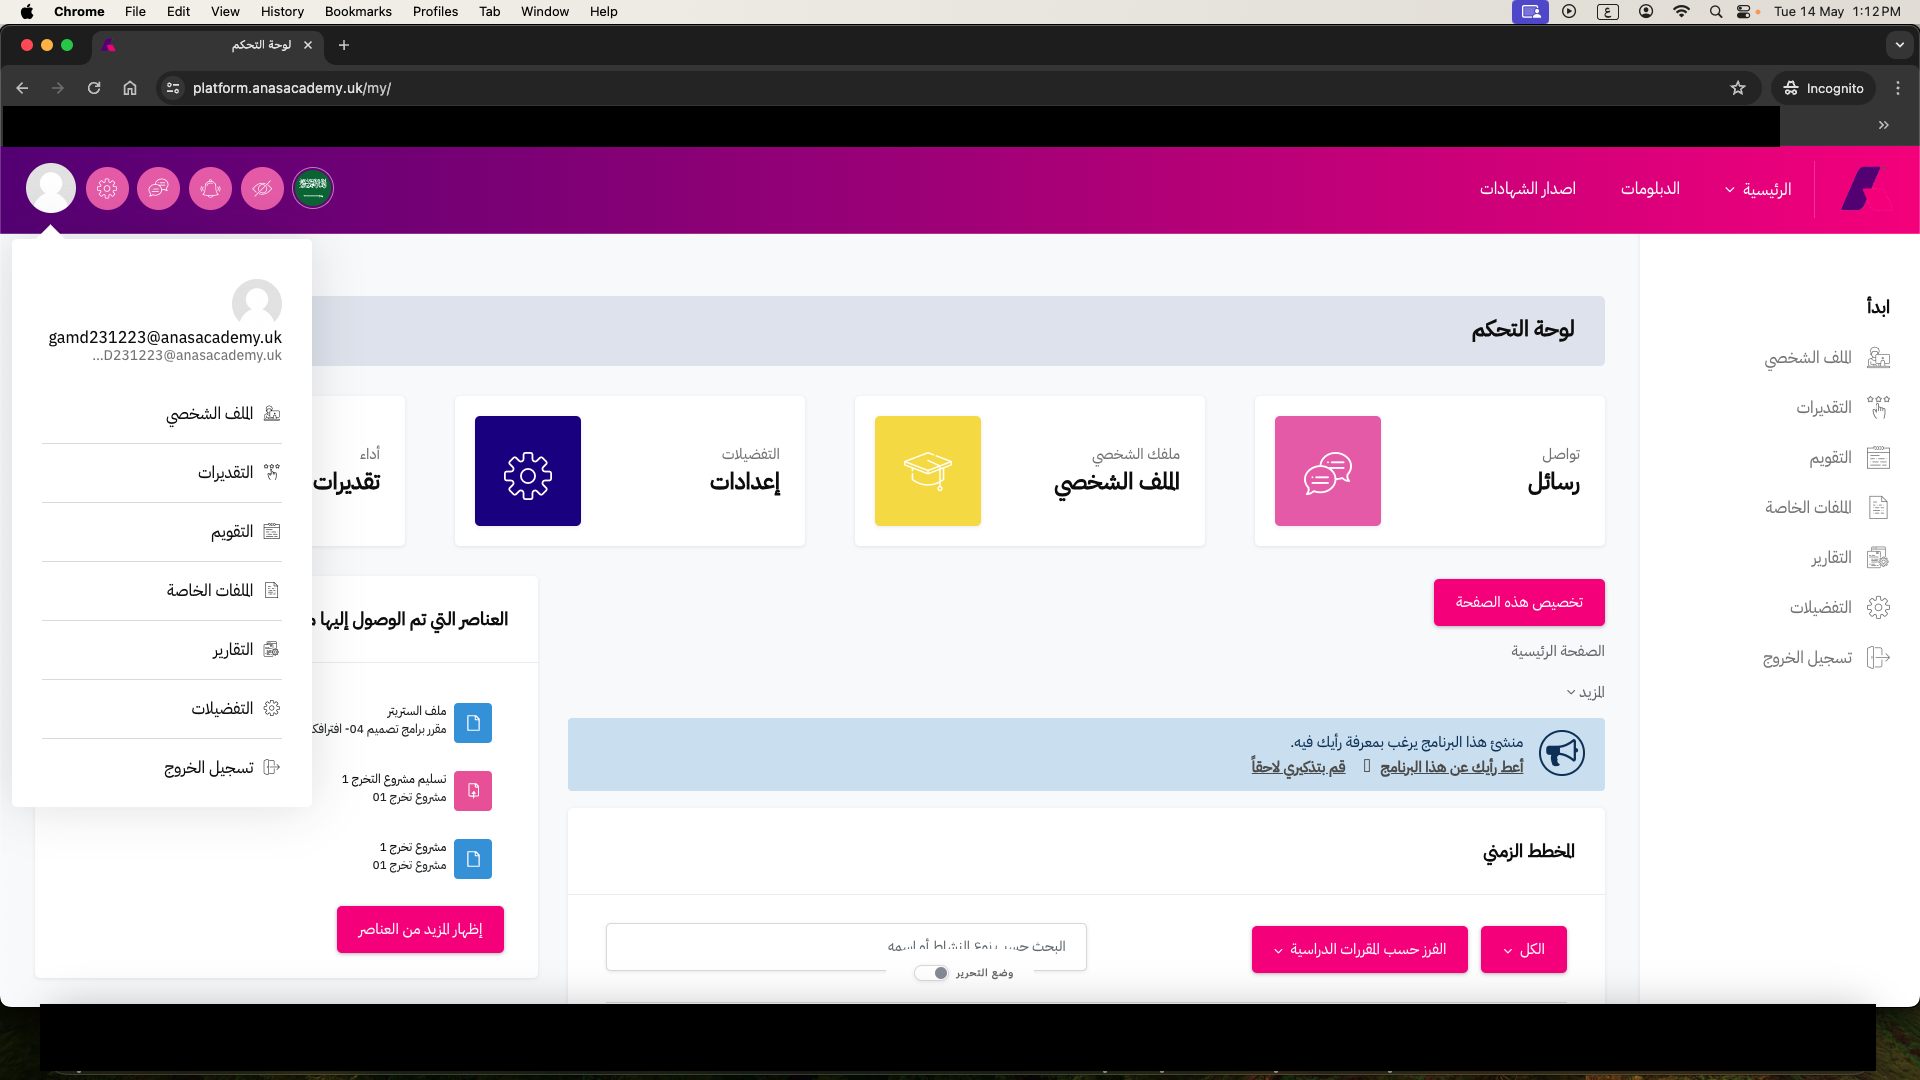 Chrome File Edit View History Bookmarks Profiles Tab Window Help
ع
Tue 14 May 1:12 PM
لوحة التحكم
platform.anasacademy.uk/my/
Incognito
الرئيسية
الدبلومات
اصدار الشهادات
gamd231223@anasacademy.uk
...D231223@anasacademy.uk
الملف الشخصي
التقديرات
التقويم
الملفات الخاصة
التقارير
التفضيلات
تسجيل الخروج
ابدأ
الملف الشخصي
التقديرات
التقويم
الملفات الخاصة
التقارير
التفضيلات
تسجيل الخروج
لوحة التحكم
تواصل
رسائل
ملفك الشخصي
الملف الشخصي
التفضيلات
إعدادات
أداء
تقديرات
تخصيص هذه الصفحة
الصفحة الرئيسية
المزيد
منشئ هذا البرنامج يرغب بمعرفة رأيك فيه.
أعط رأيك عن هذا البرنامج
قم بتذكيري لاحقاً
المخطط الزمني
الكل
الفرز حسب المقررات الدراسية
البحث حسب نوع النشاط أو اسمه
وضع التحرير
العناصر التي تم الوصول إليها
ملف الستريتر
مقرر برامج تصميم 04-
تسليم مشروع التخرج 1
مشروع تخرج 01
مشروع تخرج 1
مشروع تخرج 01
إظهار المزيد من العناصر